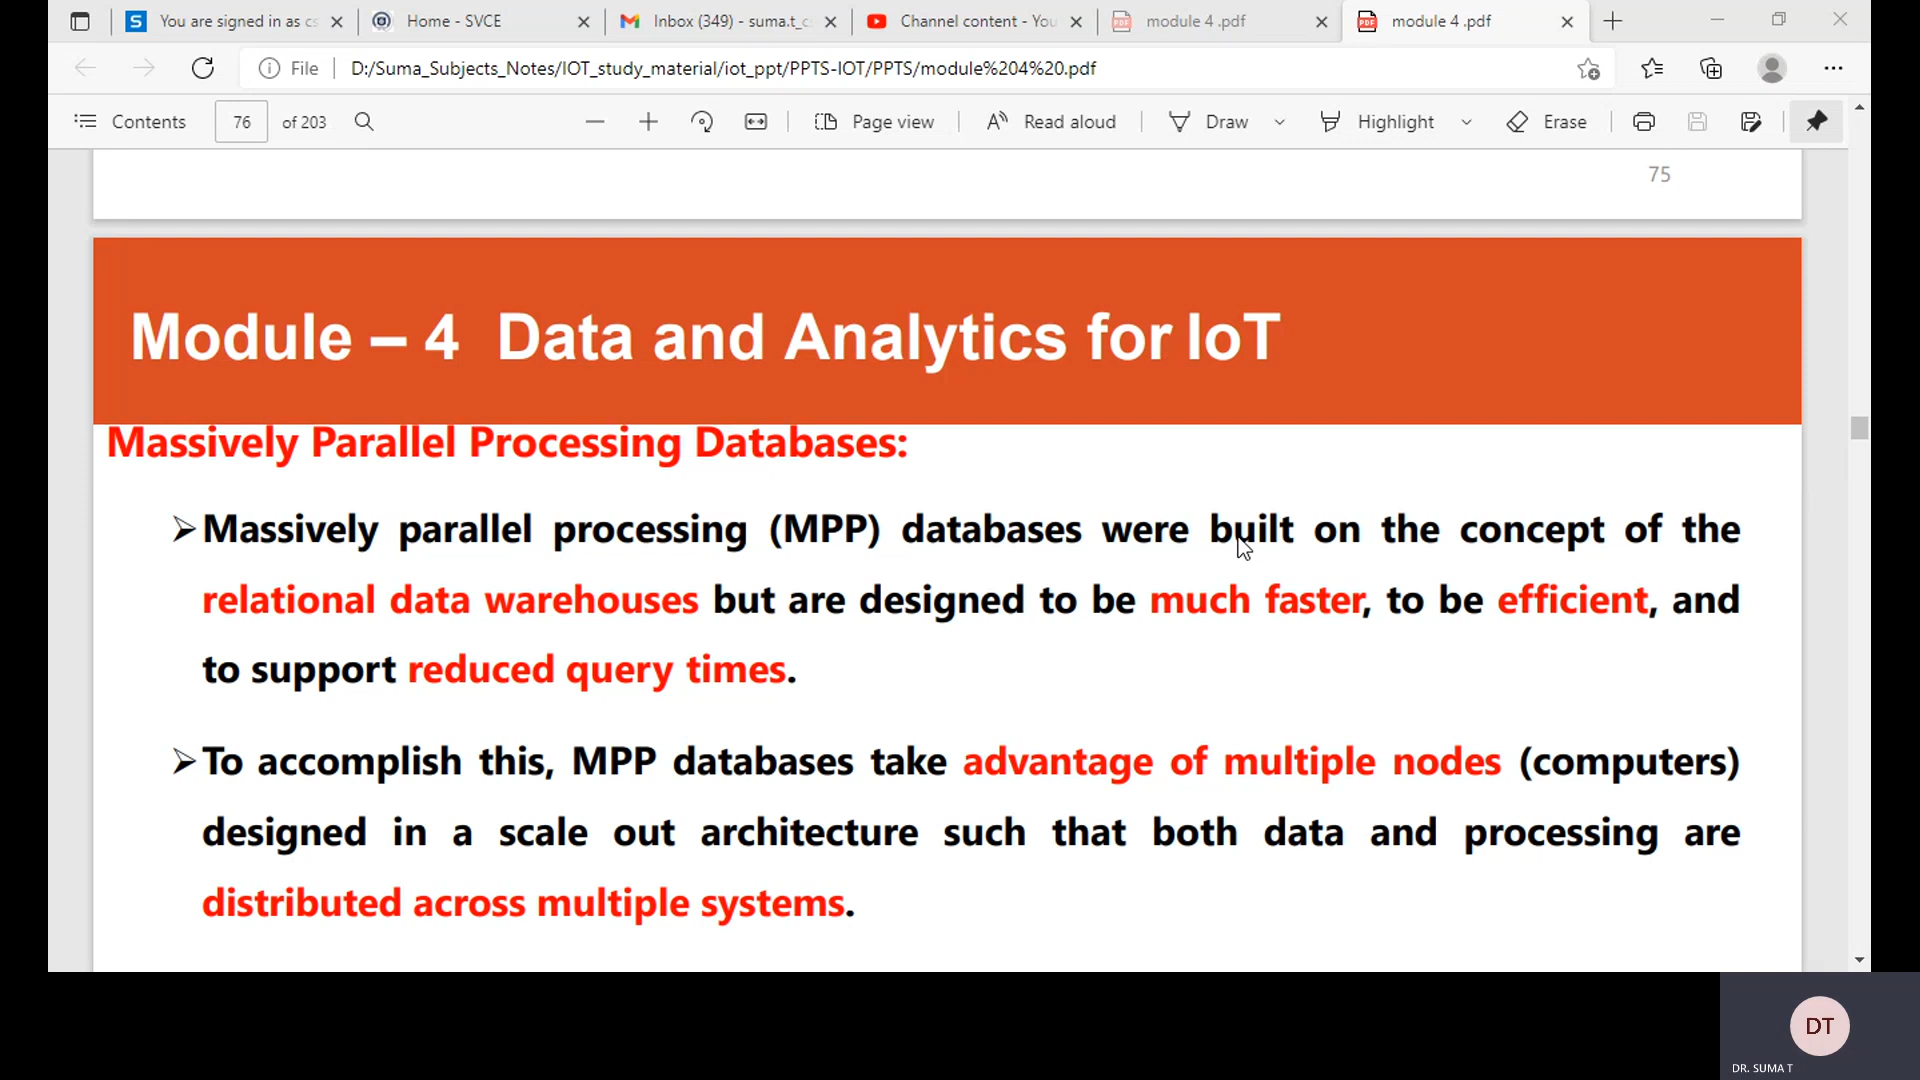 You are signed in as cs
Home - SVCE
Inbox (349) - suma.t_c
Channel content - You
module 4 .pdf
module 4 .pdf
File
D:/Suma_Subjects_Notes/IOT_study_material/iot_ppt/PPTS-IOT/PPTS/module%204%20.pdf
Contents
76 of 203
Page view
Read aloud
Draw
Highlight
Erase
75
Module – 4 Data and Analytics for IoT
Massively Parallel Processing Databases:
➢Massively parallel processing (MPP) databases were built on the concept of the
relational data warehouses but are designed to be much faster, to be efficient, and
to support reduced query times.
➢To accomplish this, MPP databases take advantage of multiple nodes (computers)
designed in a scale out architecture such that both data and processing are
distributed across multiple systems.
DT
DR. SUMA T